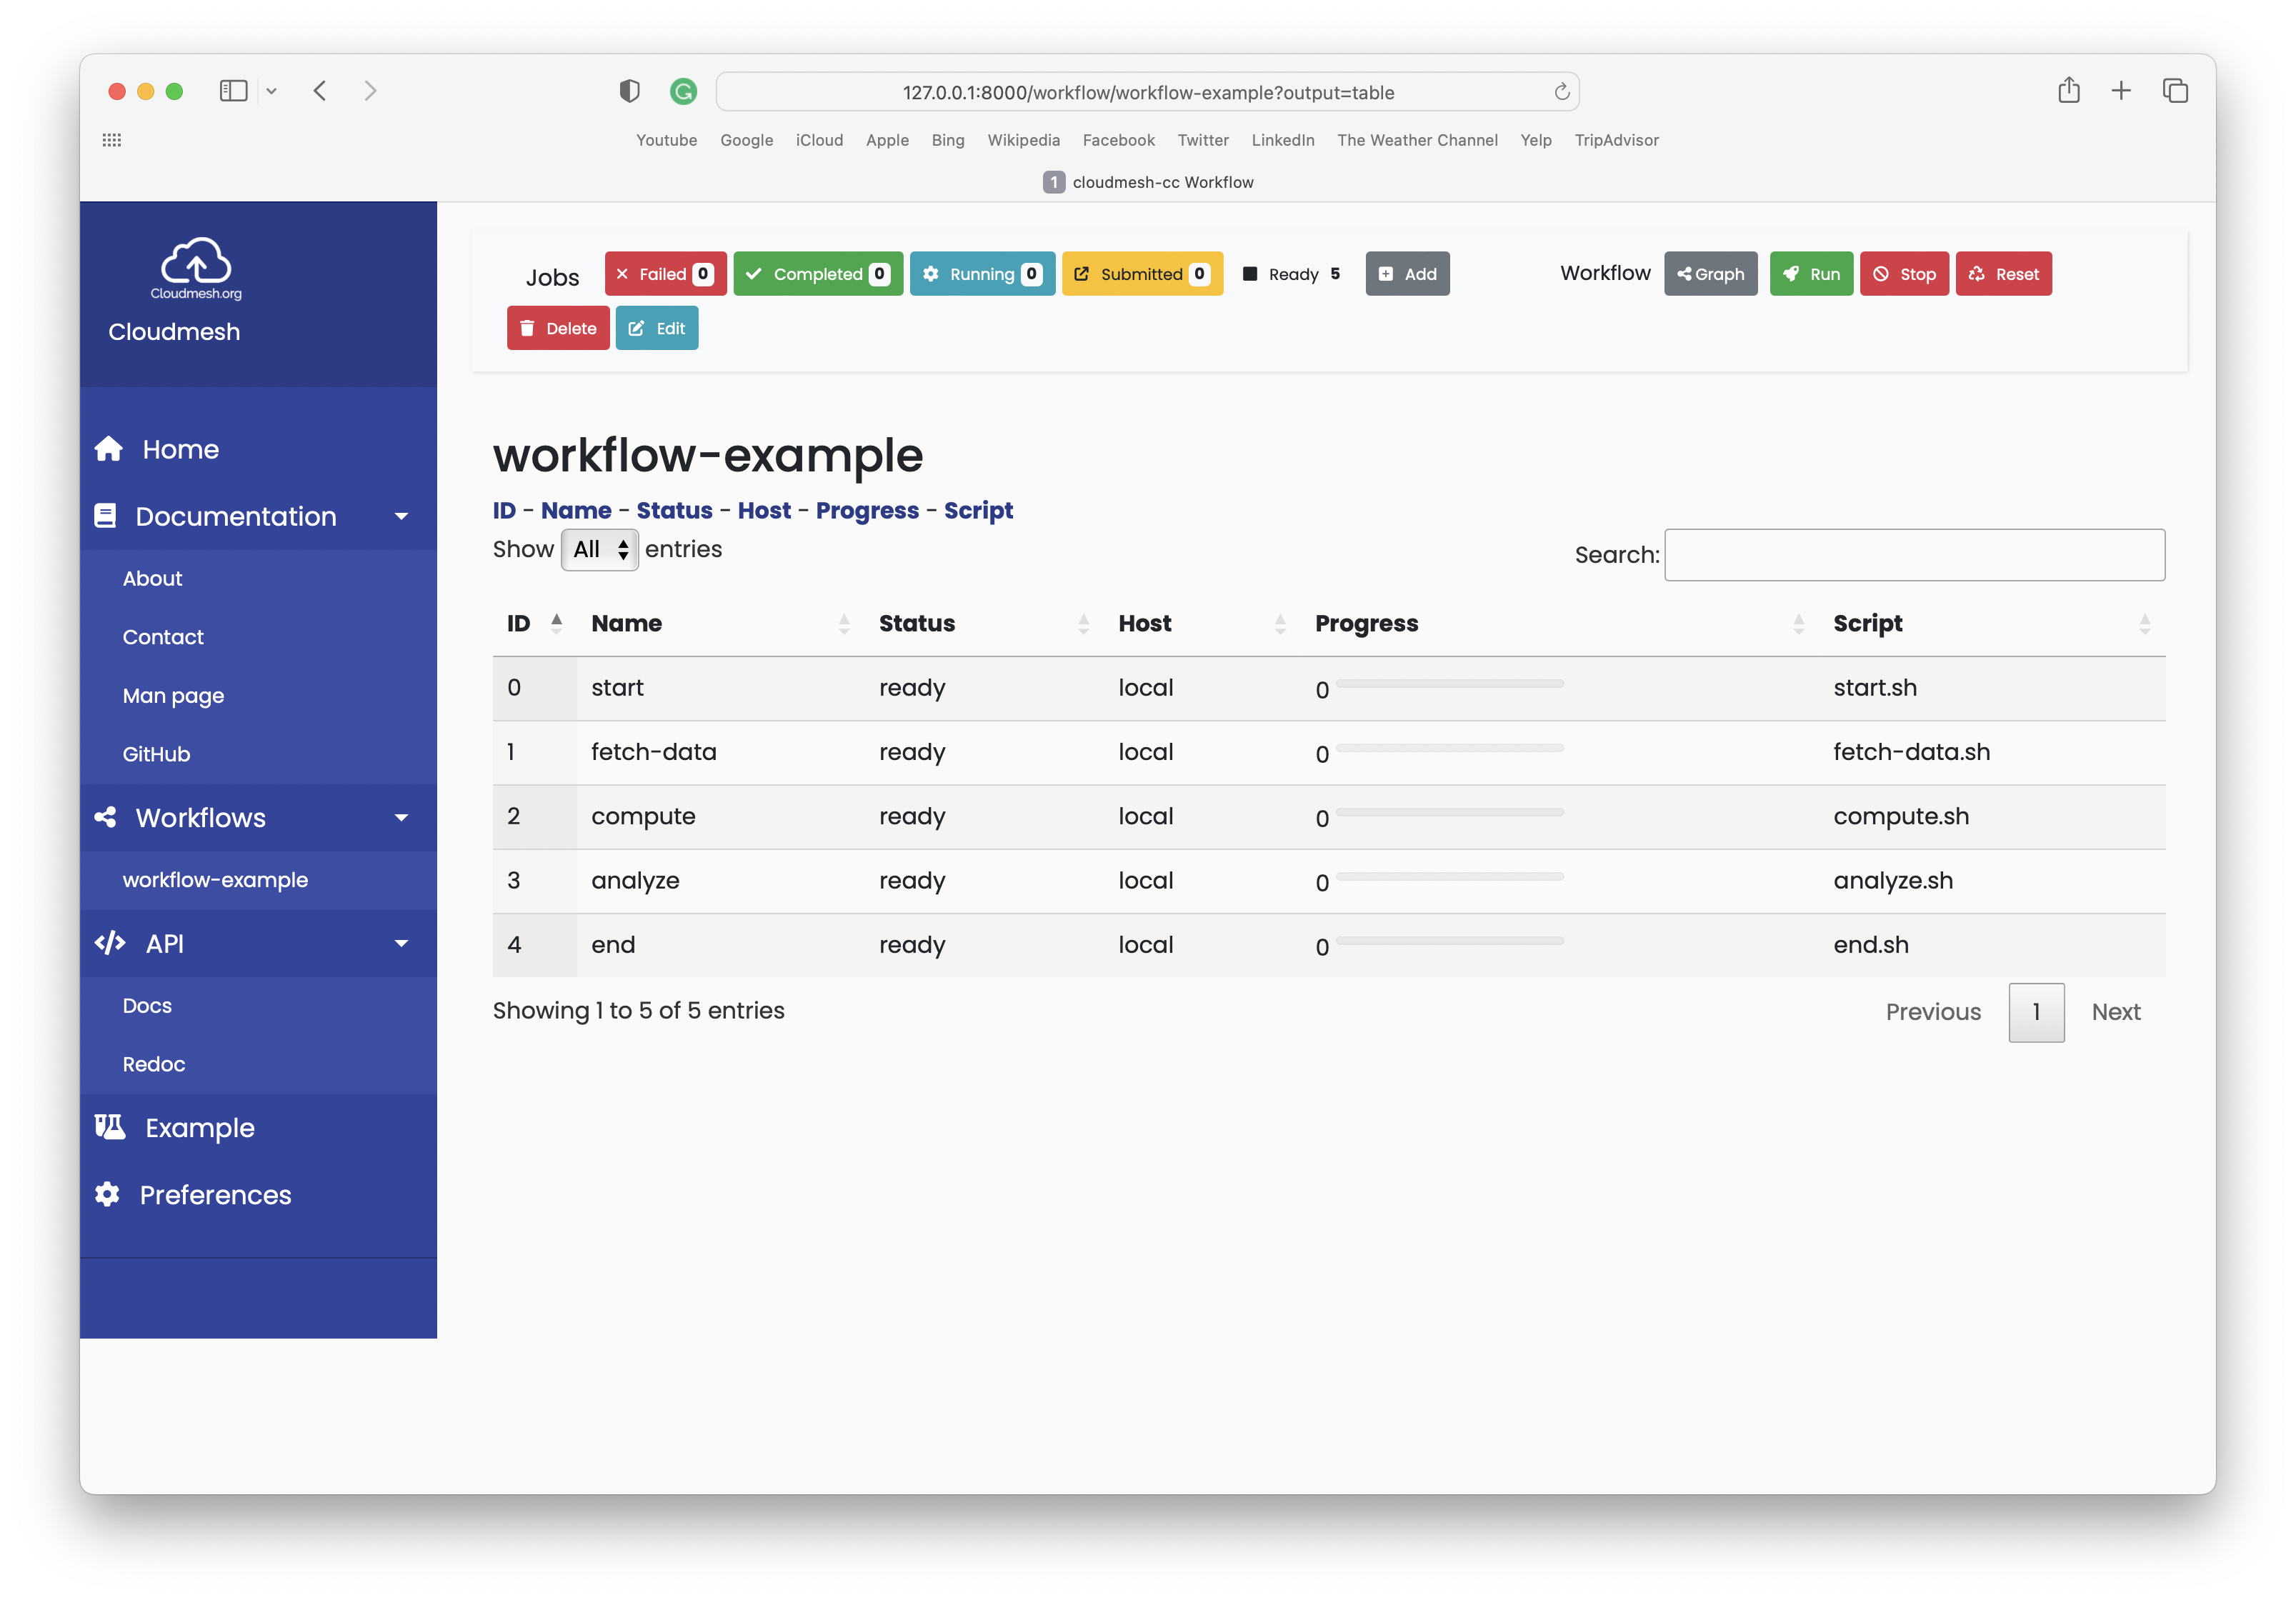 127.0.0.1:8000/workflow/workflow-example?output=table
Youtube Google iCloud Apple Bing Wikipedia Facebook Twitter LinkedIn The Weather Channel Yelp TripAdvisor
1 cloudmesh-cc Workflow
Cloudmesh.org
Cloudmesh
Home
Documentation
About
Contact
Man page
GitHub
Workflows
workflow-example
API
Docs
Redoc
Example
Preferences
Jobs Failed 0 Completed 0 Running 0 Submitted 0 Ready 5 Add Workflow Graph Run Stop Reset
Delete Edit
workflow-example
ID - Name - Status - Host - Progress - Script
Show All entries Search:
ID Name Status Host Progress Script
0 start ready local 0 start.sh
1 fetch-data ready local 0 fetch-data.sh
2 compute ready local 0 compute.sh
3 analyze ready local 0 analyze.sh
4 end ready local 0 end.sh
Showing 1 to 5 of 5 entries Previous 1 Next